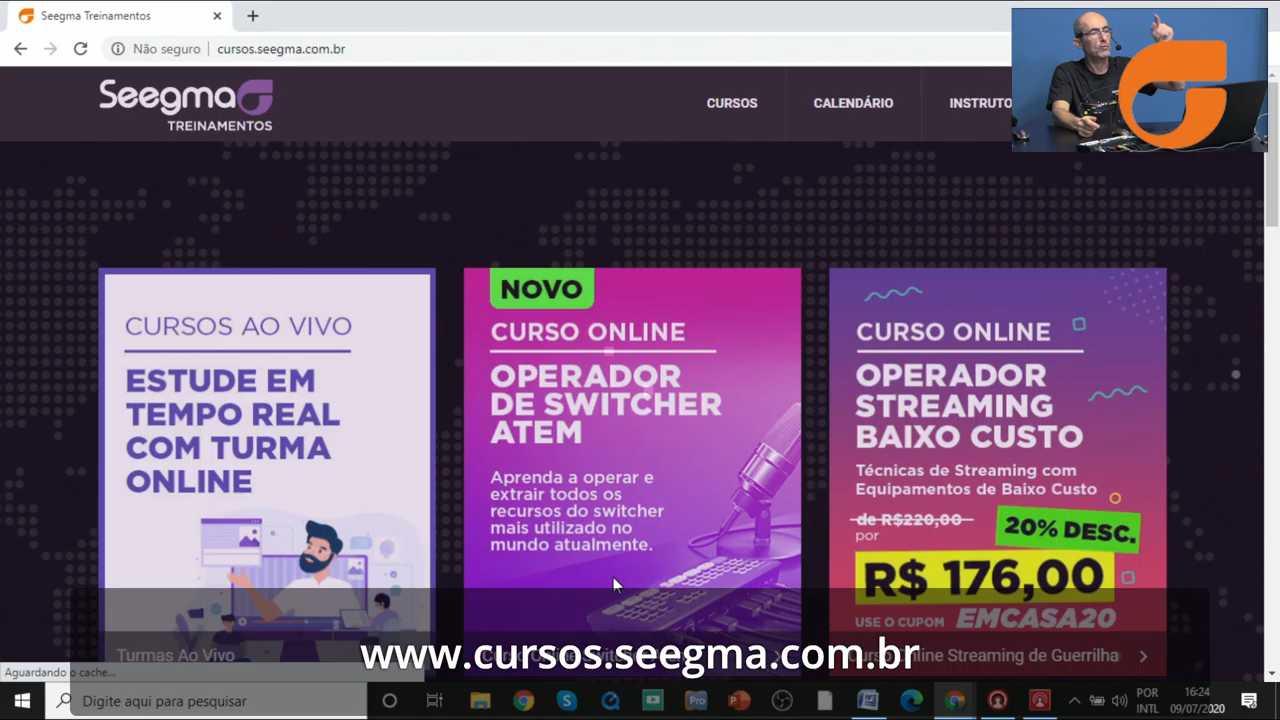 Seegma Treinamentos
Não seguro
cursos.seegma.com.br
Seegma
TREINAMENTOS
CURSOS
CALENDÁRIO
INSTRUTO
CURSOS AO VIVO
ESTUDE EM
TEMPO REAL
COM TURMA
ONLINE
Turmas Ao Vivo
NOVO
CURSO ONLINE
OPERADOR
DE SWITCHER
ATEM
Aprenda a operar e
extrair todos os
recursos do switcher
mais utilizado no
mundo atualmente.
CURSO ONLINE
OPERADOR
STREAMING
BAIXO CUSTO
Técnicas de Streaming com
Equipamentos de Baixo Custo
de R$220,00
por
20% DESC.
R$ 176,00
USE O CUPOM EMCASA20
Curso Online Streaming de Guerrilha
www.cursos.seegma.com.br
Aguardando o cache...
Digite aqui para pesquisar
Pro
POR
INTL
16:24
09/07/2020